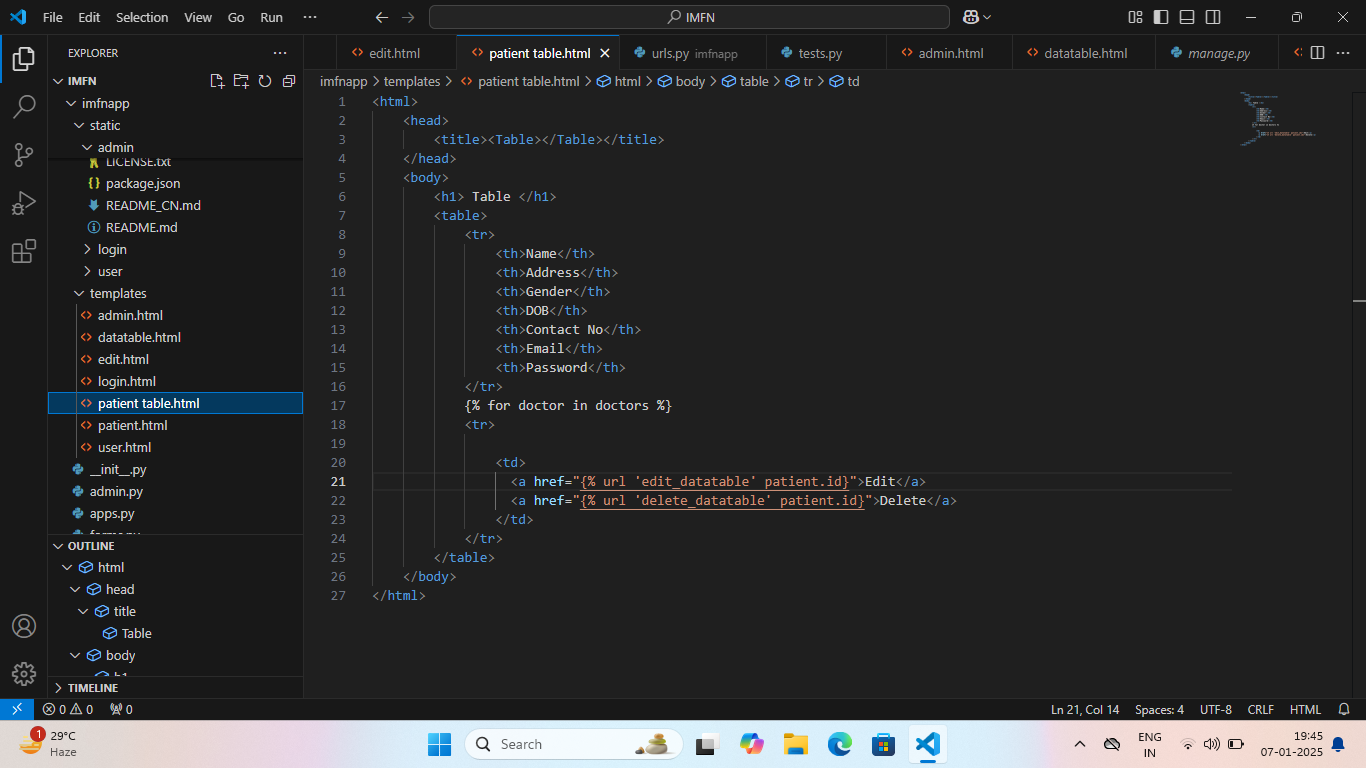 File Edit Selection View Go Run ···
IMFN
EXPLORER ···
IMFN
imfnapp
static
admin
LICENSE.txt
{} package.json
README_CN.md
README.md
login
user
templates
<> admin.html
<> datatable.html
<> edit.html
<> login.html
<> patient table.html
<> patient.html
<> user.html
__init__.py
admin.py
apps.py
forms.py
OUTLINE
html
head
title
Table
body
h1
TIMELINE
<> edit.html
<> patient table.html
urls.py imfnapp
tests.py
<> admin.html
<> datatable.html
manage.py
···
imfnapp > templates > <> patient table.html > html > body > table > tr > td
1 <html>
2 <head>
3 <title><Table></Table></title>
4 </head>
5 <body>
6 <h1> Table </h1>
7 <table>
8 <tr>
9 <th>Name</th>
10 <th>Address</th>
11 <th>Gender</th>
12 <th>DOB</th>
13 <th>Contact No</th>
14 <th>Email</th>
15 <th>Password</th>
16 </tr>
17 {% for doctor in doctors %}
18 <tr>
19
20 <td>
21 <a href="{% url 'edit_datatable' patient.id}">Edit</a>
22 <a href="{% url 'delete_datatable' patient.id}">Delete</a>
23 </td>
24 </tr>
25 </table>
26 </body>
27 </html>
0 0 0
Ln 21, Col 14 Spaces: 4 UTF-8 CRLF HTML
1
29°C
Haze
Search
ENG
IN
19:45
07-01-2025